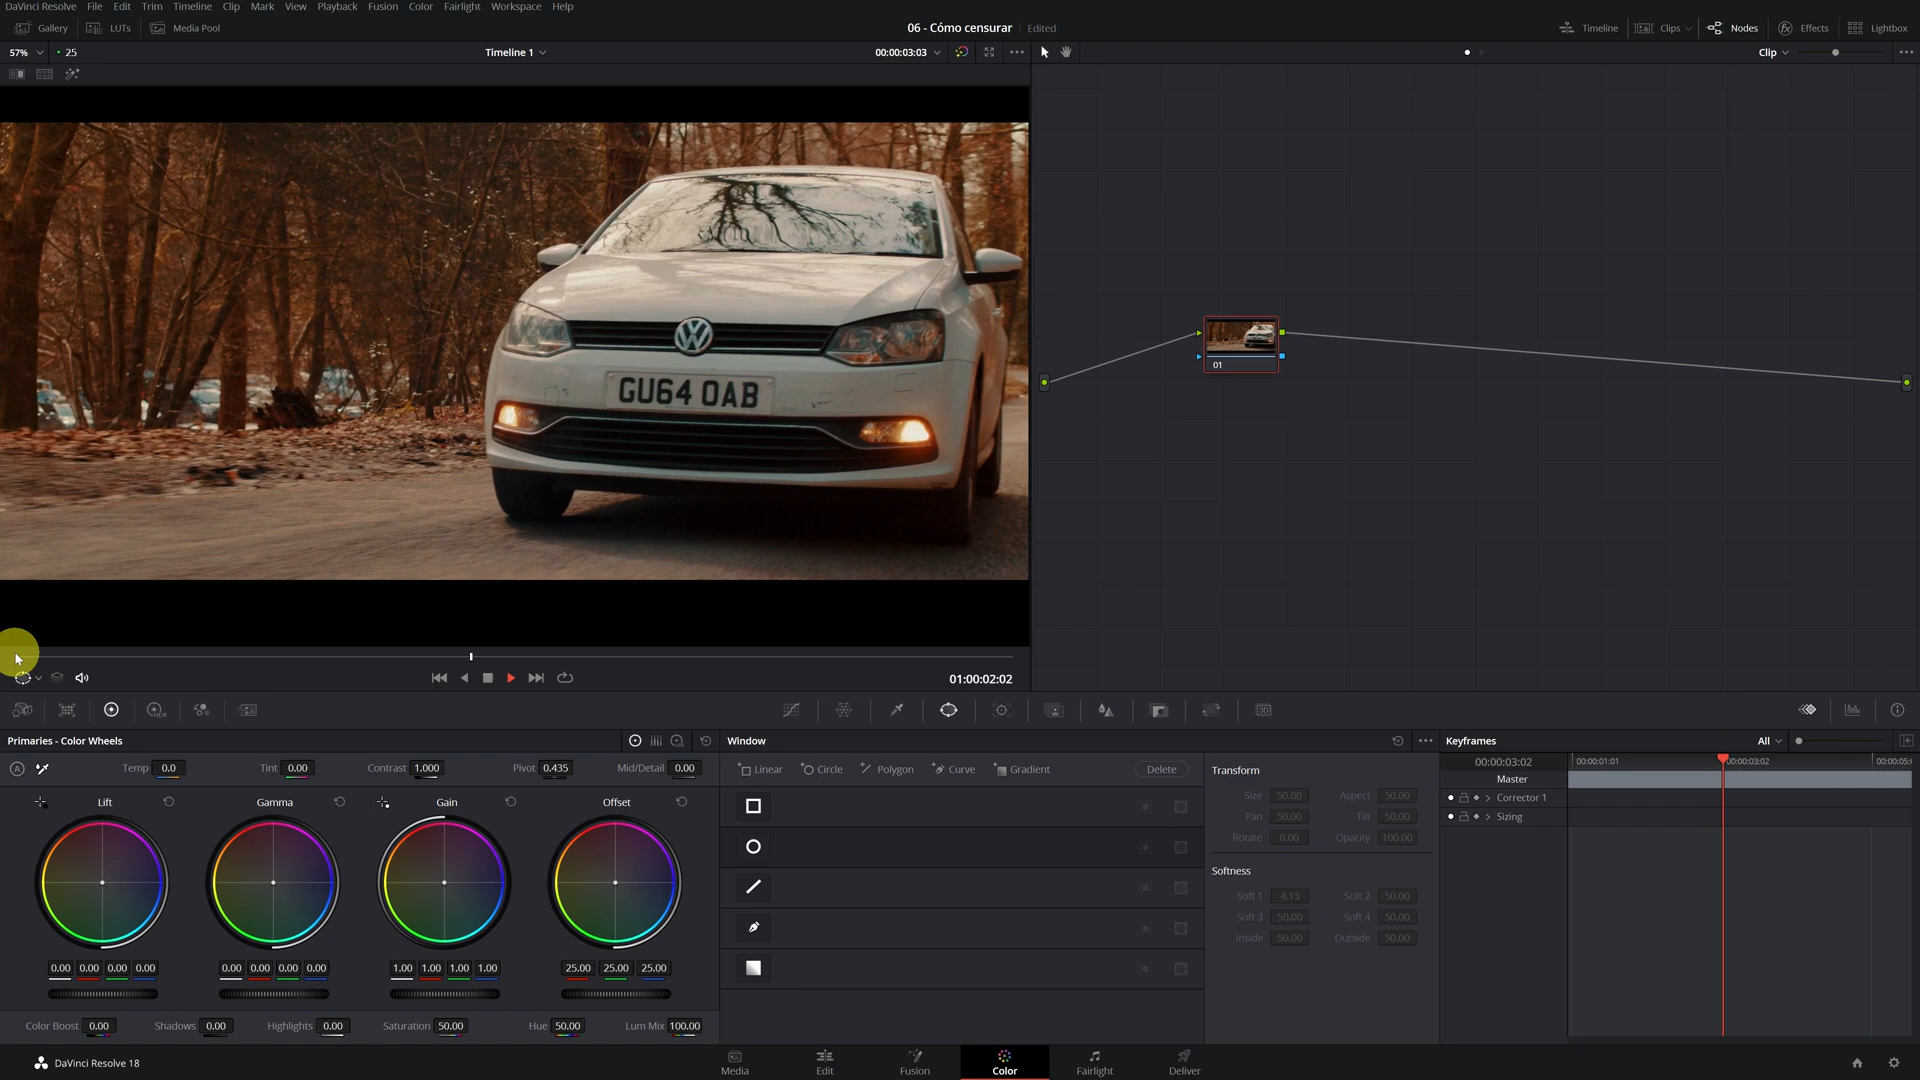 DaVinci Resolve File Edit Trim Timeline Clip Mark View Playback Fusion Color Fairlight Workspace Help
Gallery LUTs Media Pool 06 - Cómo censurar Edited Timeline Clips Nodes Effects Lightbox
57% 25 Timeline 1 00:00:03:03 Clip
GU64 OAB
01
01:00:02:02
HDR
3D
Primaries - Color Wheels
Temp 0.0 Tint 0.00 Contrast 1.000 Pivot 0.435 Mid/Detail 0.00
A
Lift Gamma Gain Offset
0.00 0.00 0.00 0.00 0.00 0.00 0.00 0.00 1.00 1.00 1.00 1.00 25.00 25.00 25.00
Color Boost 0.00 Shadows 0.00 Highlights 0.00 Saturation 50.00 Hue 50.00 Lum Mix 100.00
Window
Linear Circle Polygon Curve Gradient Delete
Transform
Size 50.00 Aspect 50.00
Pan 50.00 Tilt 50.00
Rotate 0.00 Opacity 100.00
Softness
Soft 1 4.13 Soft 2 50.00
Soft 3 50.00 Soft 4 50.00
Inside 50.00 Outside 50.00
Keyframes All
00:00:03:02 00:00:01:01 00:00:03:02
Master
Corrector 1
Sizing
DaVinci Resolve 18 Media Edit Fusion Color Fairlight Deliver